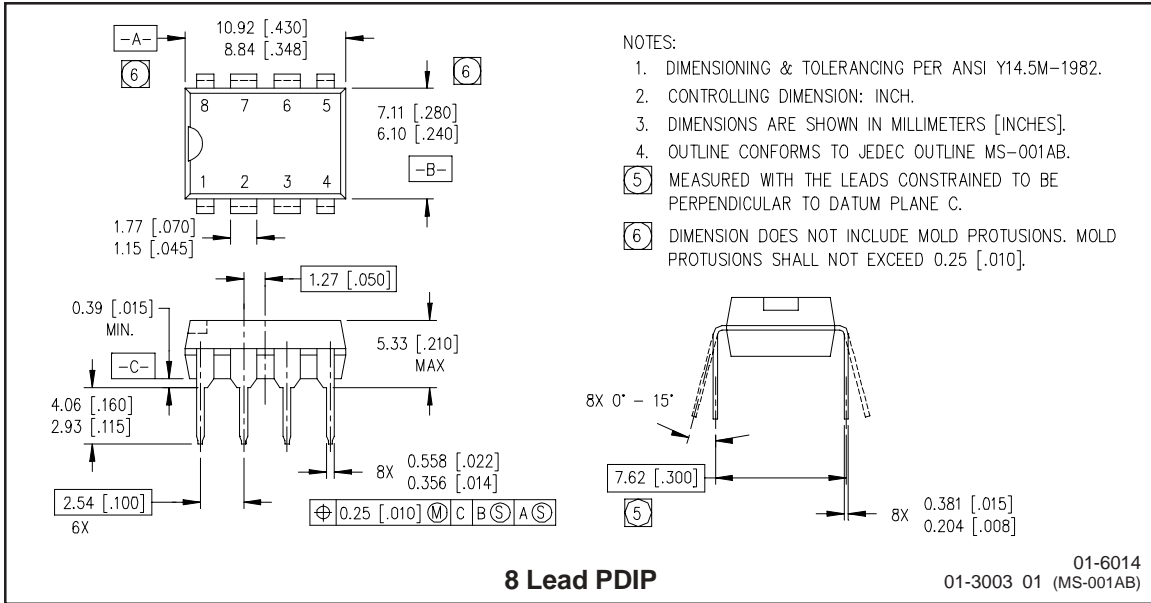 -A-
10.92 [.430]
8.84 [.348]
6
6
8 7 6 5
1 2 3 4
7.11 [.280]
6.10 [.240]
-B-
1.77 [.070]
1.15 [.045]
1.27 [.050]
0.39 [.015]
MIN.
-C-
5.33 [.210]
MAX
4.06 [.160]
2.93 [.115]
2.54 [.100]
6X
8X 0.558 [.022]
0.356 [.014]
⌖ 0.25 [.010] Ⓜ C B Ⓢ A Ⓢ
NOTES:
1. DIMENSIONING & TOLERANCING PER ANSI Y14.5M-1982.
2. CONTROLLING DIMENSION: INCH.
3. DIMENSIONS ARE SHOWN IN MILLIMETERS [INCHES].
4. OUTLINE CONFORMS TO JEDEC OUTLINE MS-001AB.
5 MEASURED WITH THE LEADS CONSTRAINED TO BE
PERPENDICULAR TO DATUM PLANE C.
6 DIMENSION DOES NOT INCLUDE MOLD PROTUSIONS. MOLD
PROTUSIONS SHALL NOT EXCEED 0.25 [.010].
8X 0° - 15°
7.62 [.300]
5
8X 0.381 [.015]
0.204 [.008]
8 Lead PDIP
01-6014
01-3003 01 (MS-001AB)